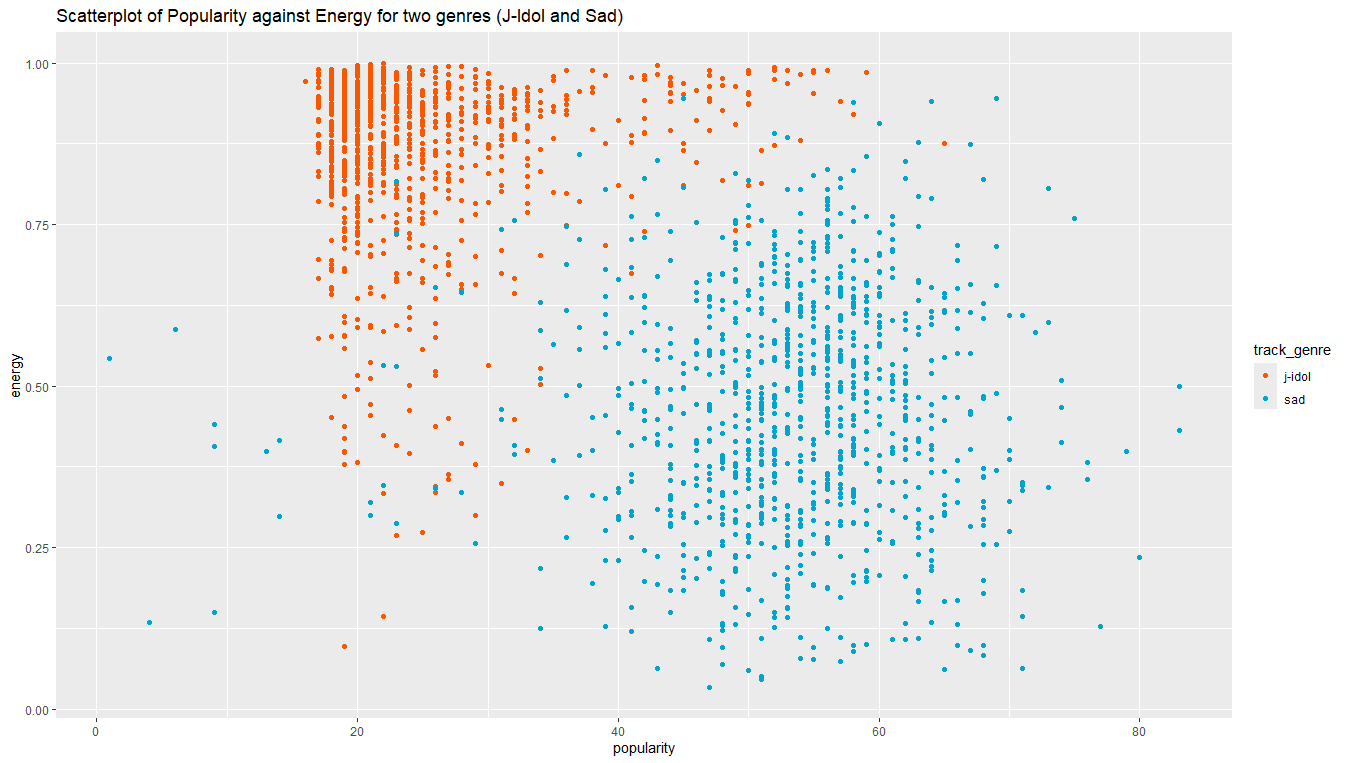 Scatterplot of Popularity against Energy for two genres (J-Idol and Sad)
1.00
0.75
0.50
0.25
0.00
energy
0 20 40 60 80
popularity
track_genre
j-idol
sad